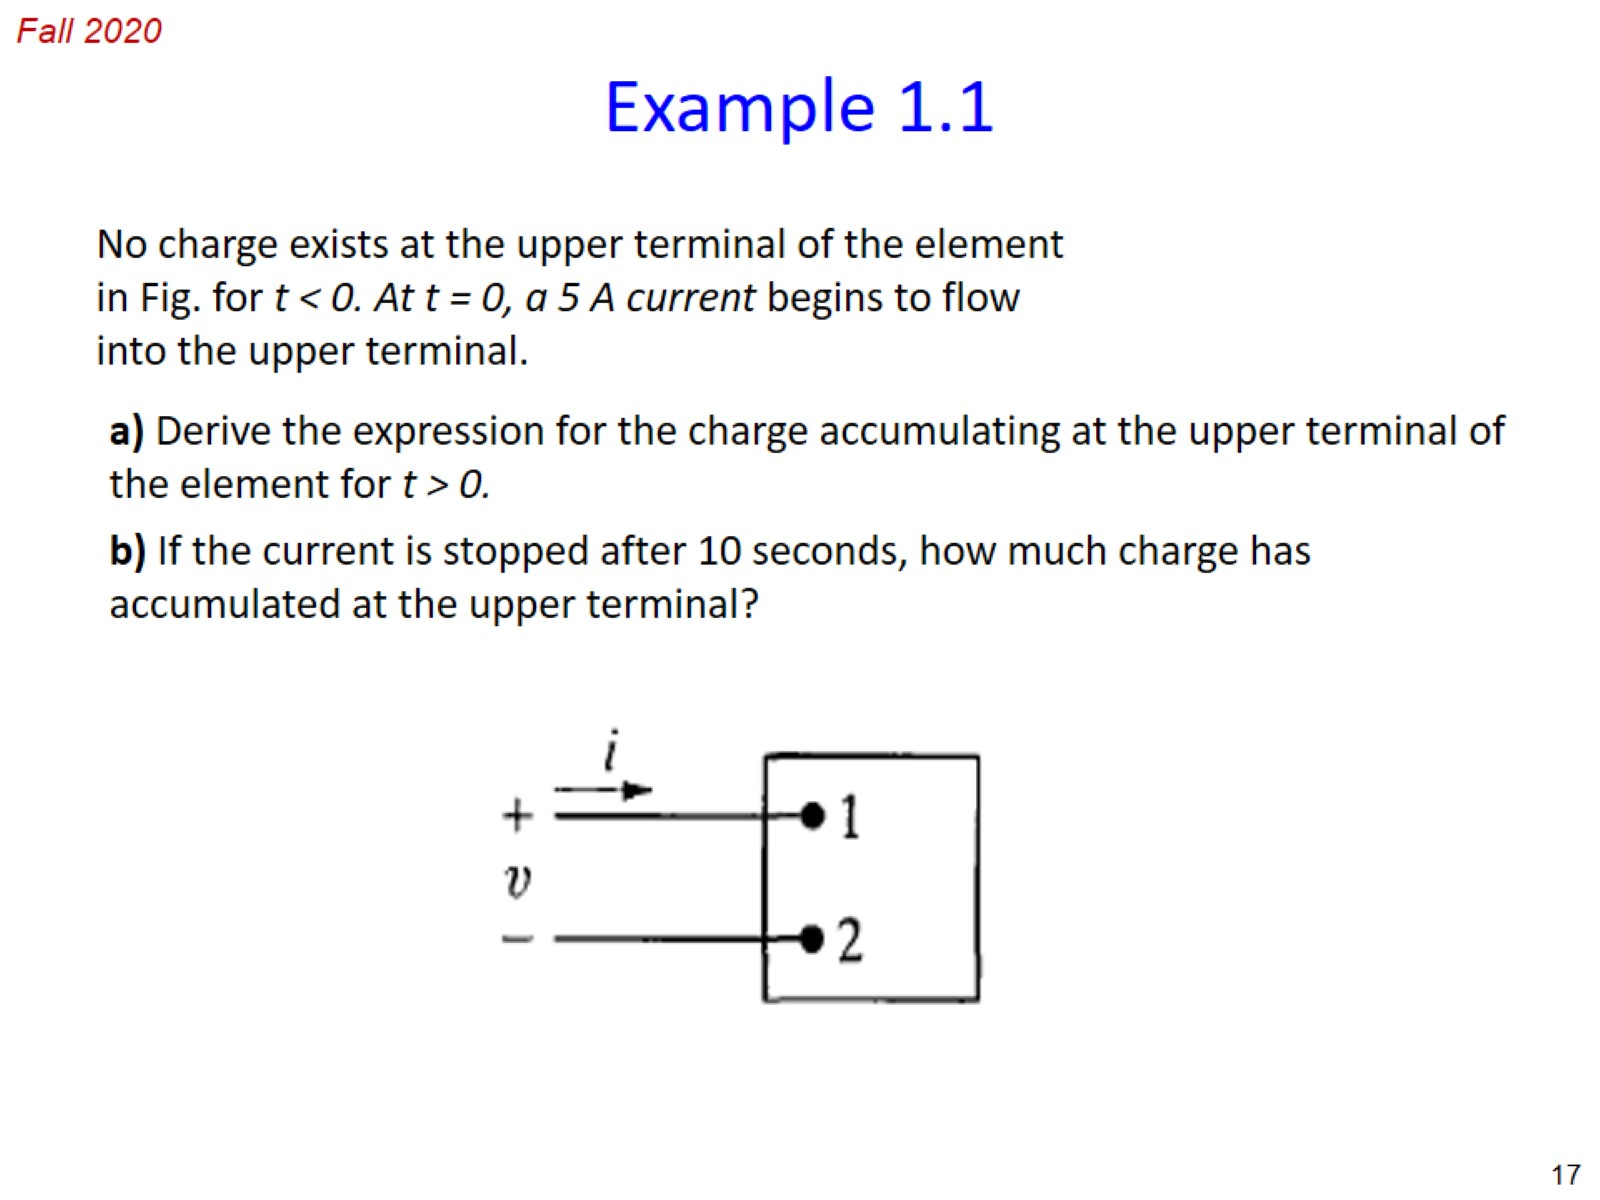 Fall 2020
Example 1.1
No charge exists at the upper terminal of the element
in Fig. for t < 0. At t = 0, a 5 A current begins to flow
into the upper terminal.
a) Derive the expression for the charge accumulating at the upper terminal of
the element for t > 0.
b) If the current is stopped after 10 seconds, how much charge has
accumulated at the upper terminal?
i
+
1
v
−
2
17